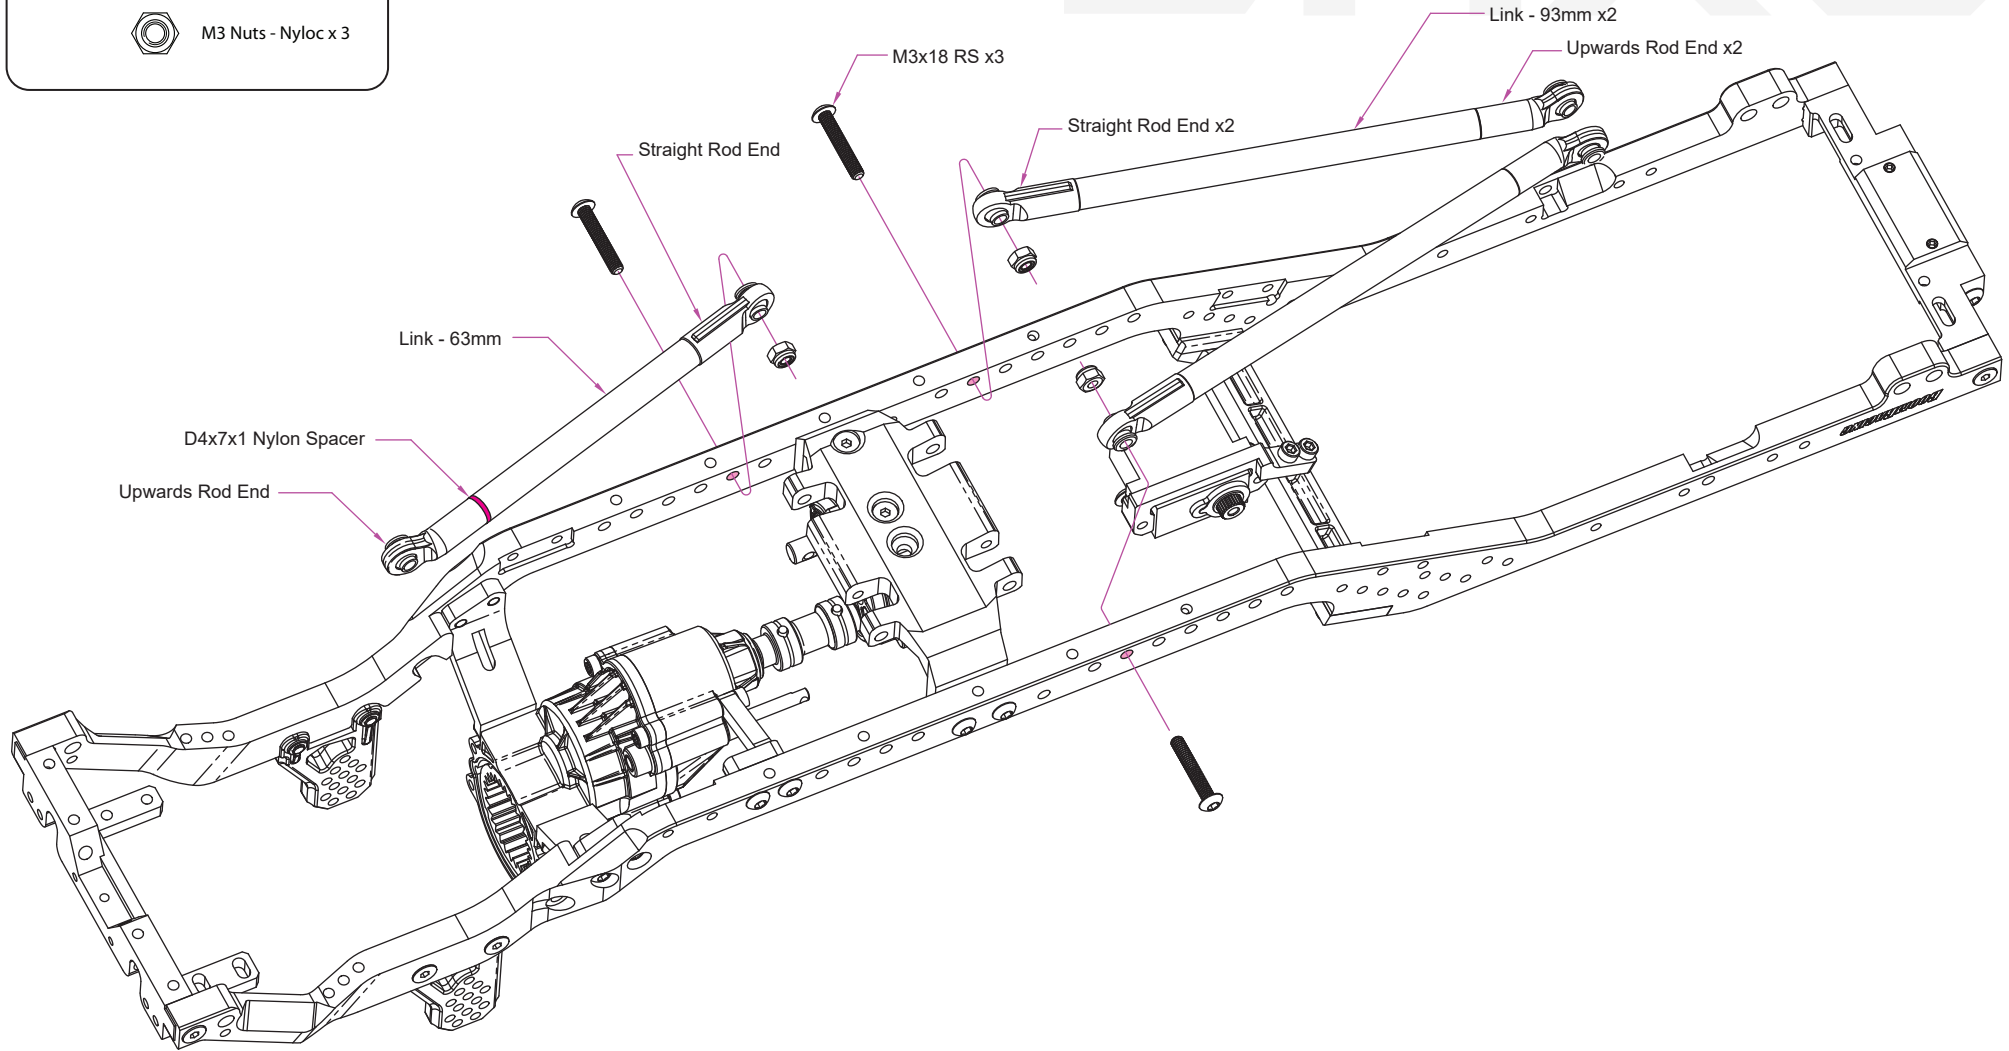 M3 Nuts - Nyloc x 3
Link - 93mm x2
Upwards Rod End x2
M3x18 RS x3
Straight Rod End x2
Straight Rod End
Link - 63mm
D4x7x1 Nylon Spacer
Upwards Rod End